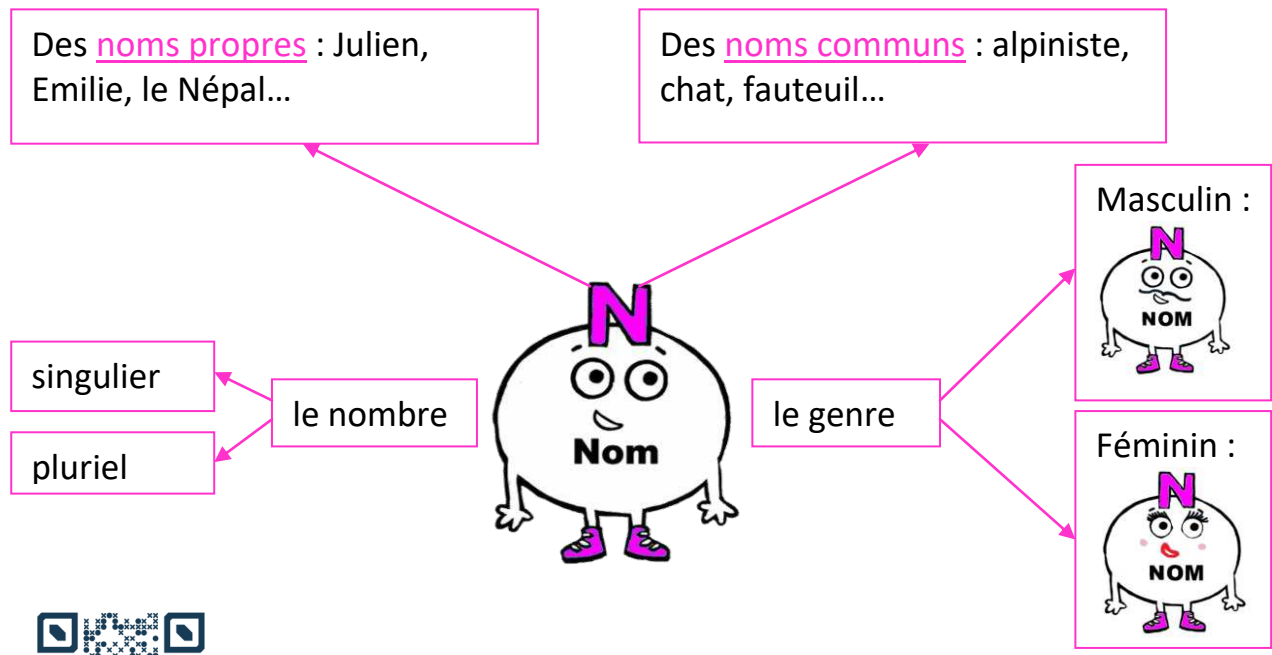 Des noms propres : Julien,
Emilie, le Népal…
Des noms communs : alpiniste,
chat, fauteuil…
Masculin :
N
NOM
N
singulier
le nombre
Nom
le genre
pluriel
Féminin :
N
NOM